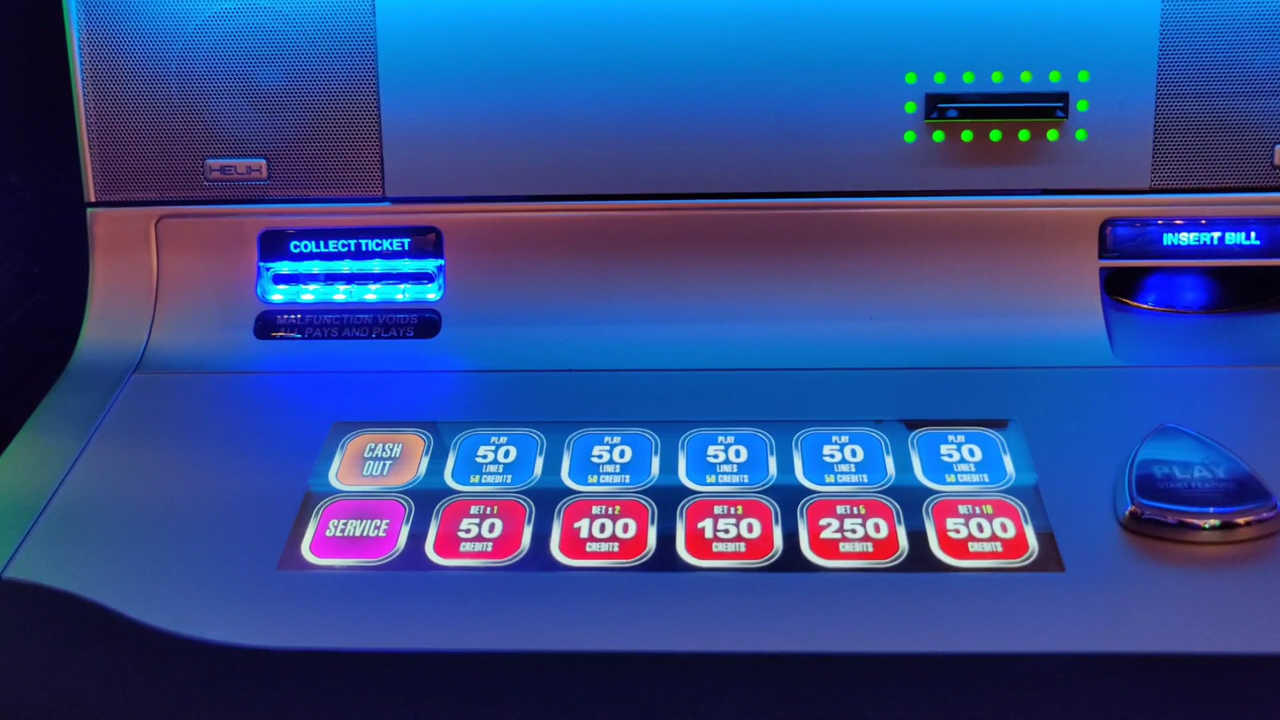 HELIX
COLLECT TICKET
INSERT BILL
MALFUNCTION VOIDS
ALL PAYS AND PLAYS
CASH
OUT
PLAY
50
LINES
50 CREDITS
PLAY
50
LINES
50 CREDITS
PLAY
50
LINES
50 CREDITS
PLAY
50
LINES
50 CREDITS
PLAY
50
LINES
50 CREDITS
PLAY
START FEATURE
SERVICE
BET x 1
50
CREDITS
BET x 2
100
CREDITS
BET x 3
150
CREDITS
BET x 5
250
CREDITS
BET x 10
500
CREDITS